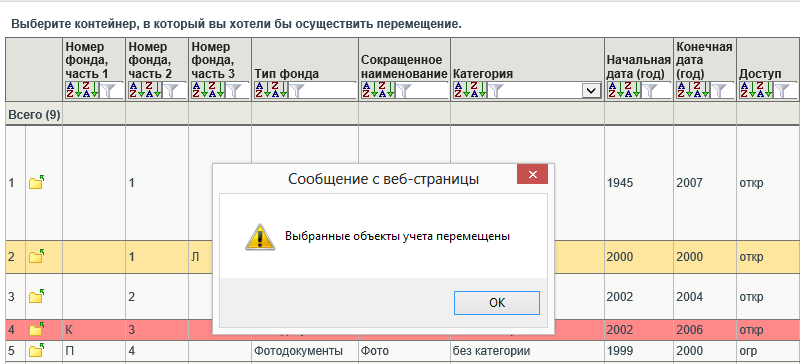 Выберите контейнер, в который вы хотели бы осуществить перемещение.
Номер фонда, часть 1 Номер фонда, часть 2 Номер фонда, часть 3 Тип фонда Сокращенное наименование Категория Начальная дата (год) Конечная дата (год) Доступ
Всего (9)
Сообщение с веб-страницы
1 1 1945 2007 откр
Выбранные объекты учета перемещены
2 1 Л 2000 2000 откр
3 2 2002 2004 откр
OK
4 К 3 2002 2006 откр
5 П 4 Фотодокументы Фото без категории 1999 2000 огр